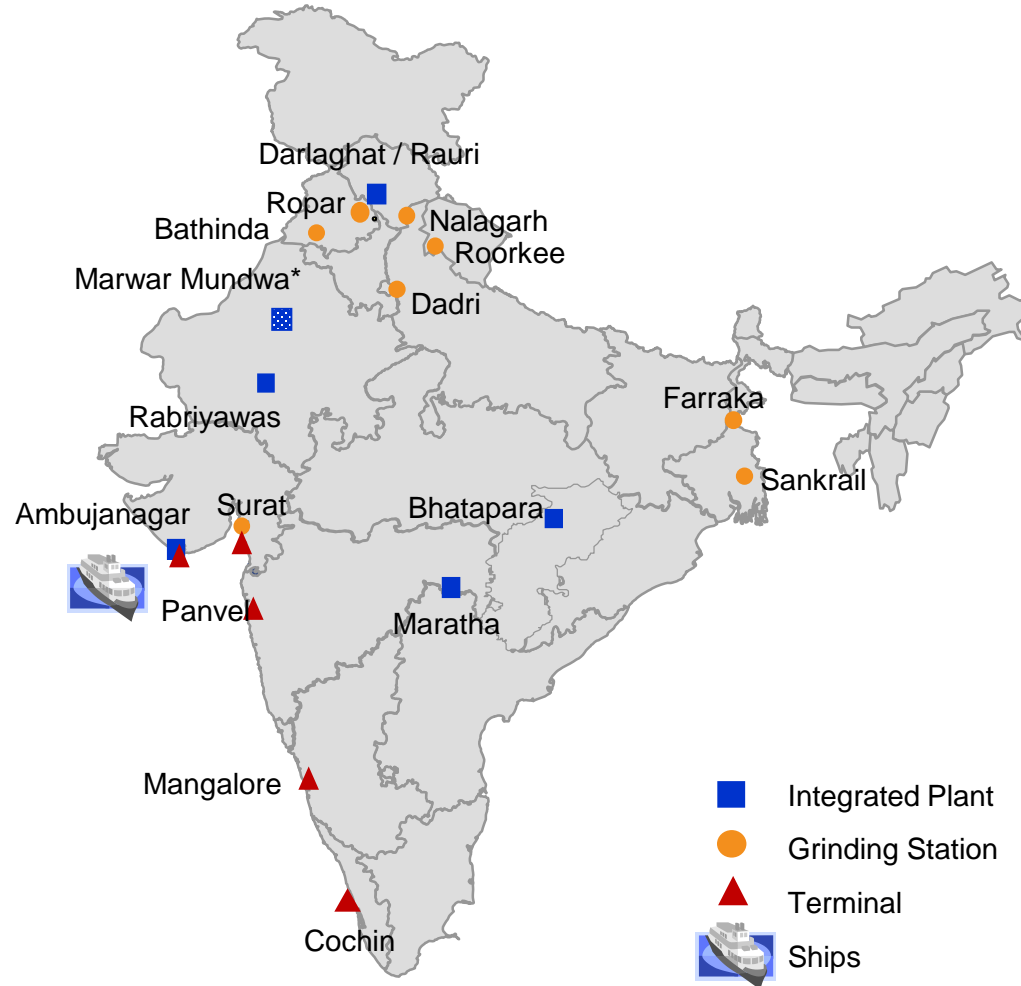 Darlaghat / Rauri
Ropar
Bathinda
Nalagarh
Roorkee
Marwar Mundwa*
Dadri
Rabriyawas
Farraka
Sankrail
Surat
Ambujanagar
Bhatapara
Panvel
Maratha
Mangalore
Cochin
Integrated Plant
Grinding Station
Terminal
Ships